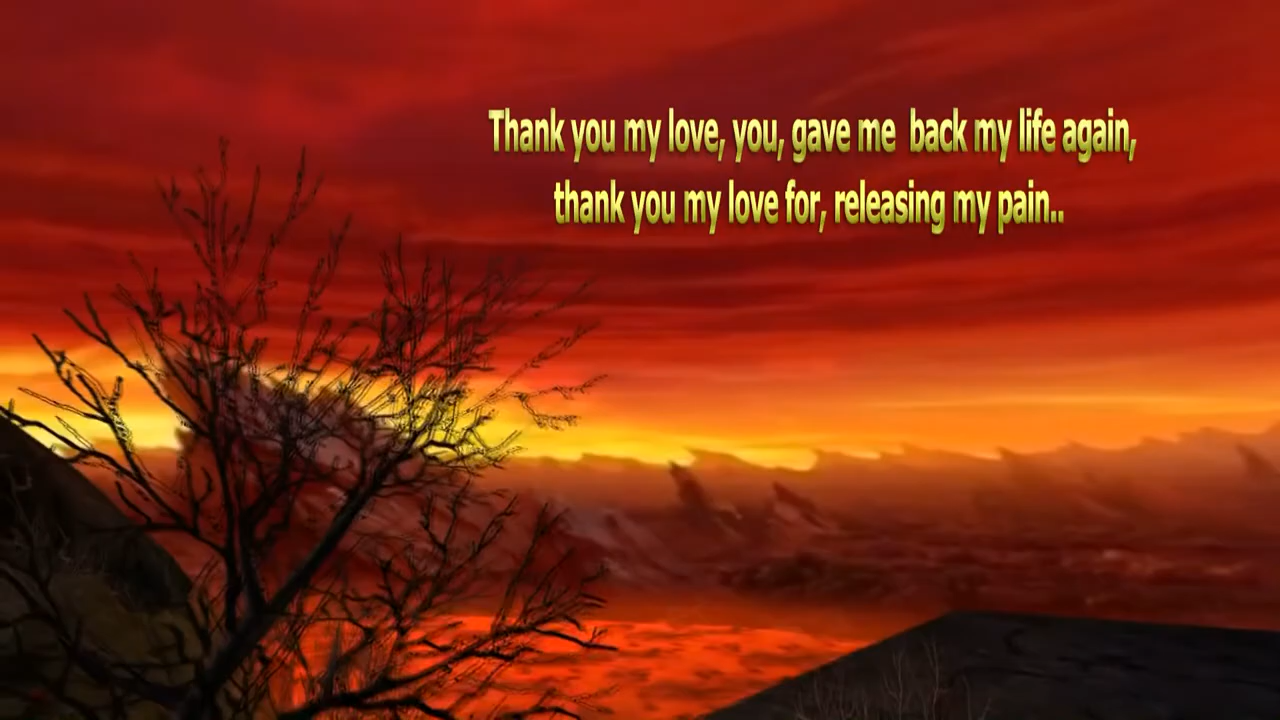 Thank you my love, you, gave me  back my life again,
thank you my love for, releasing my pain..